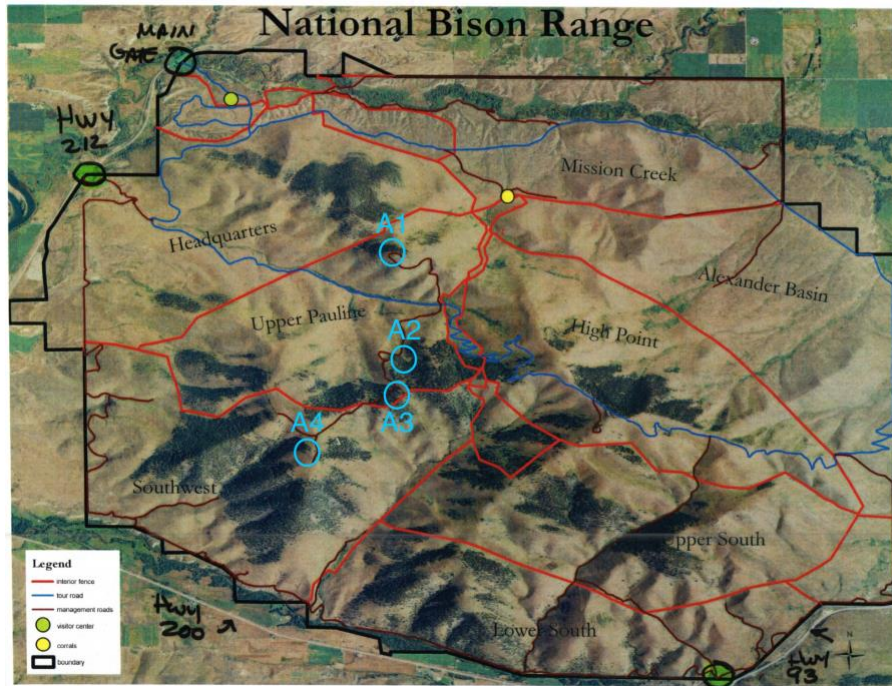 National Bison Range
MAIN
GATE
HWY
212
Mission Creek
Headquarters
A1
Alexander Basin
Upper Pauline
High Point
A2
A3
A4
Southwest
pper South
Lower South
Legend
interior fence
tour road
management roads
visitor center
corrals
boundary
HWY
200
HWY
93
N